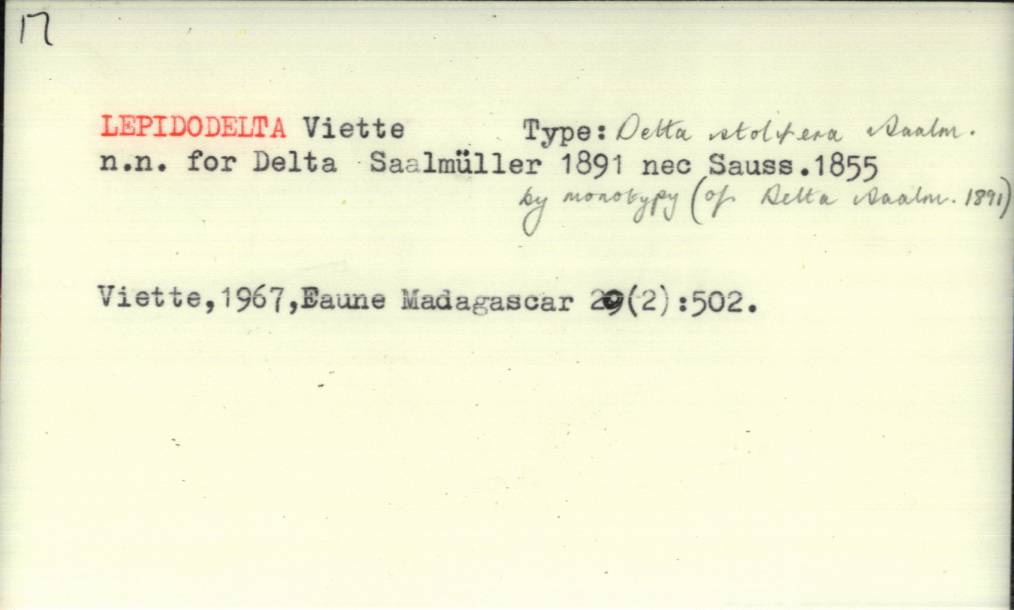 17
LEPIDODELTA Viette Type: Delta stolifera Saalm.
n.n. for Delta Saalmüller 1891 nec Sauss.1855
by monotypy (of Delta Saalm. 1891)
Viette,1967,Faune Madagascar 20(2):502.